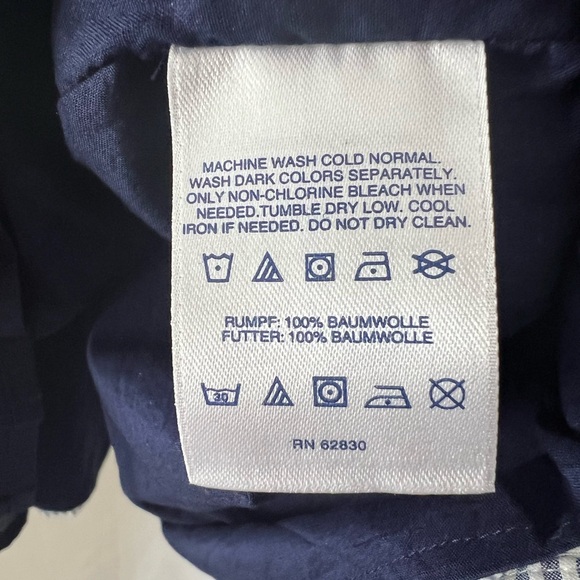 MACHINE WASH COLD NORMAL.
WASH DARK COLORS SEPARATELY.
ONLY NON-CHLORINE BLEACH WHEN
NEEDED.TUMBLE DRY LOW. COOL
IRON IF NEEDED. DO NOT DRY CLEAN.
RUMPF: 100% BAUMWOLLE
FUTTER: 100% BAUMWOLLE
30
RN 62830